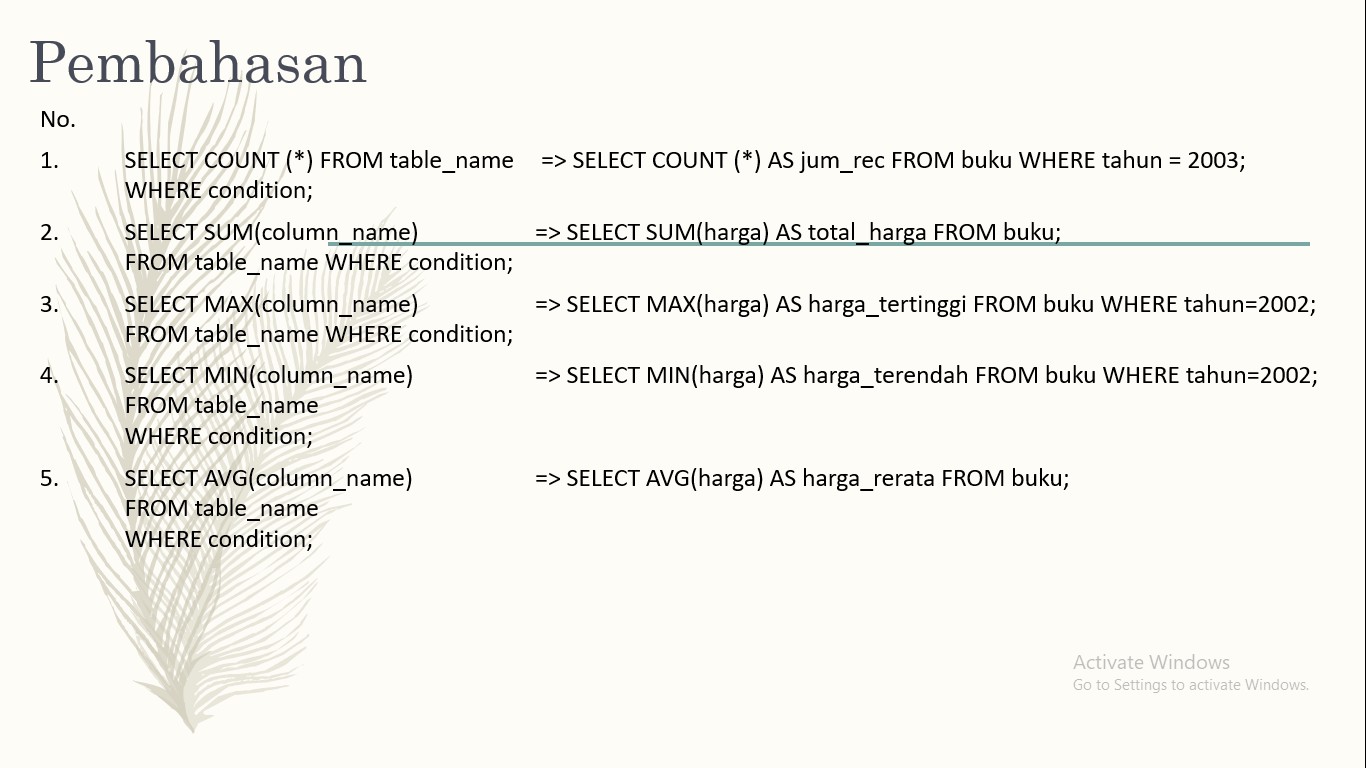 Pembahasan
No.
1. SELECT COUNT (*) FROM table_name => SELECT COUNT (*) AS jum_rec FROM buku WHERE tahun = 2003;
WHERE condition;
2. SELECT SUM(column_name) => SELECT SUM(harga) AS total_harga FROM buku;
FROM table_name WHERE condition;
3. SELECT MAX(column_name) => SELECT MAX(harga) AS harga_tertinggi FROM buku WHERE tahun=2002;
FROM table_name WHERE condition;
4. SELECT MIN(column_name) => SELECT MIN(harga) AS harga_terendah FROM buku WHERE tahun=2002;
FROM table_name
WHERE condition;
5. SELECT AVG(column_name) => SELECT AVG(harga) AS harga_rerata FROM buku;
FROM table_name
WHERE condition;
Activate Windows
Go to Settings to activate Windows.